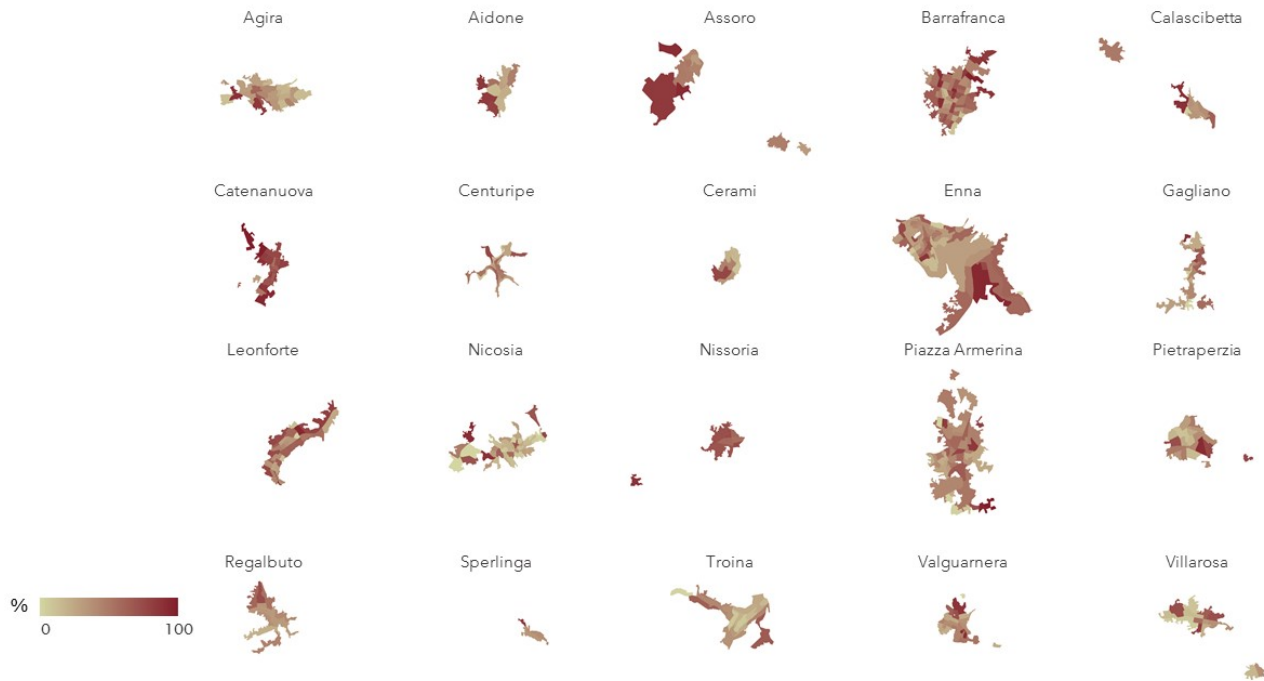 Agira Aidone Assoro Barrafranca Calascibetta
Catenanuova Centuripe Cerami Enna Gagliano
Leonforte Nicosia Nissoria Piazza Armerina Pietraperzia
Regalbuto Sperlinga Troina Valguarnera Villarosa
%
0 100